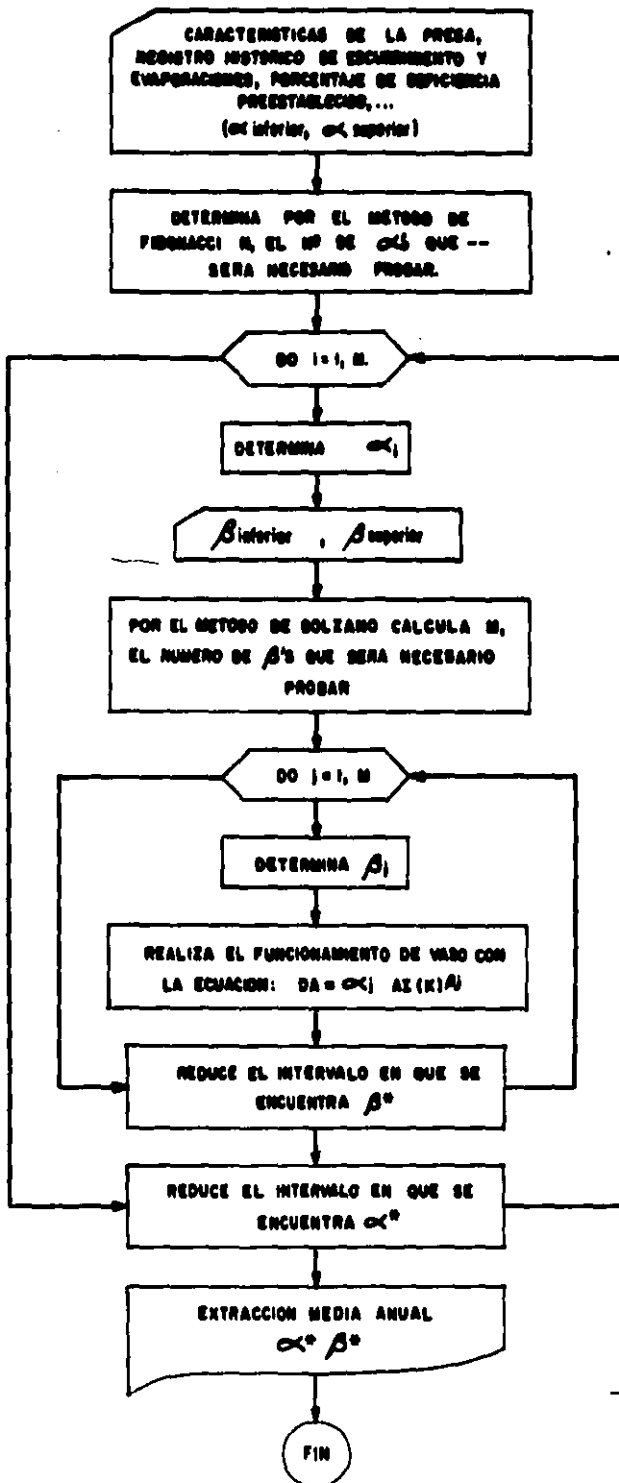 CARACTERISTICAS DE LA PRESA,
REGISTRO HISTORICO DE ESCURRIMIENTO Y
EVAPORACIONES, PORCENTAJE DE DEFICIENCIA
PREESTABLECIDO,...
(α inferior, α superior)
DETERMINA POR EL METODO DE
FIBONACCI N, EL Nº DE α'S QUE --
SERA NECESARIO PROBAR.
DO i = 1, N.
DETERMINA αi
β inferior , β superior
POR EL METODO DE BOLZANO CALCULA M,
EL NUMERO DE β'S QUE SERA NECESARIO
PROBAR
DO j = 1, M
DETERMINA βj
REALIZA EL FUNCIONAMIENTO DE VASO CON
LA ECUACION: DA = αj AZ (K) βj
REDUCE EL INTERVALO EN QUE SE
ENCUENTRA β*
REDUCE EL INTERVALO EN QUE SE
ENCUENTRA α*
EXTRACCION MEDIA ANUAL
α* β*
FIN